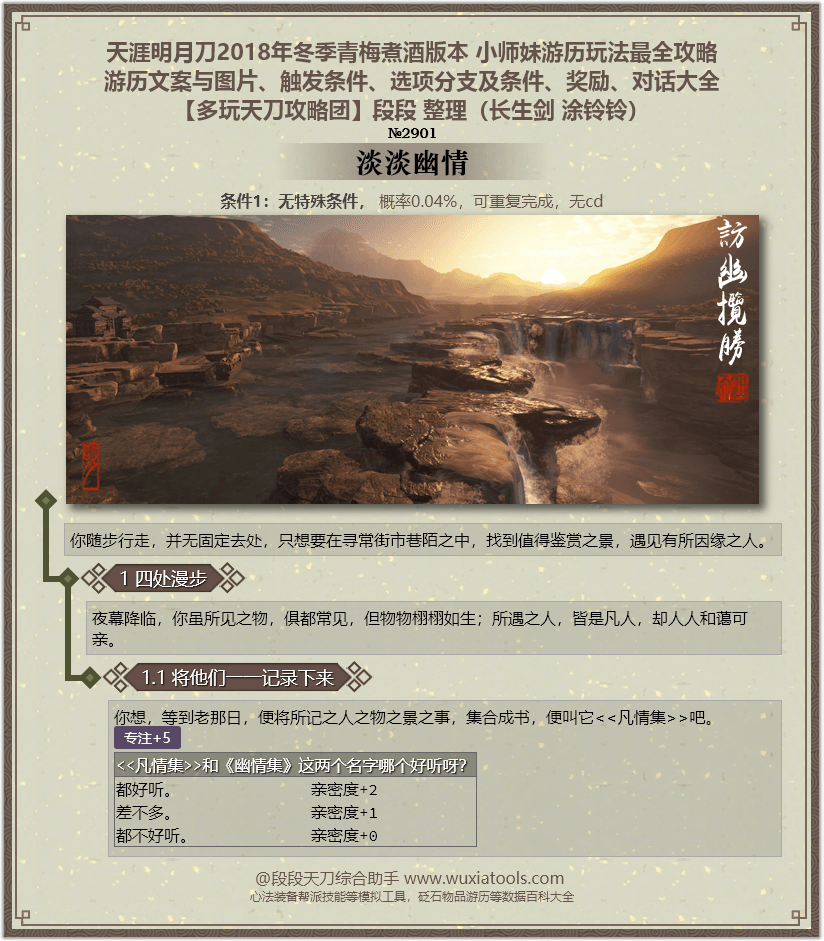 天涯明月刀2018年冬季青梅煮酒版本 小师妹游历玩法最全攻略
游历文案与图片、触发条件、选项分支及条件、奖励、对话大全
【多玩天刀攻略团】段段 整理（长生剑 涂铃铃）
№2901
淡淡幽情
条件1：无特殊条件， 概率0.04%，可重复完成，无cd
訪幽攬勝
你随步行走，并无固定去处，只想要在寻常街市巷陌之中，找到值得鉴赏之景，遇见有所因缘之人。
1 四处漫步
夜幕降临，你虽所见之物，俱都常见，但物物栩栩如生；所遇之人，皆是凡人，却人人和蔼可
亲。
1.1 将他们一一记录下来
你想，等到老那日，便将所记之人之物之景之事，集合成书，便叫它<<凡情集>>吧。
专注+5
<<凡情集>>和《幽情集》这两个名字哪个好听呀？
都好听。 亲密度+2
差不多。 亲密度+1
都不好听。 亲密度+0
@段段天刀综合助手 www.wuxiatools.com
心法装备帮派技能等模拟工具，砭石物品游历等数据百科大全